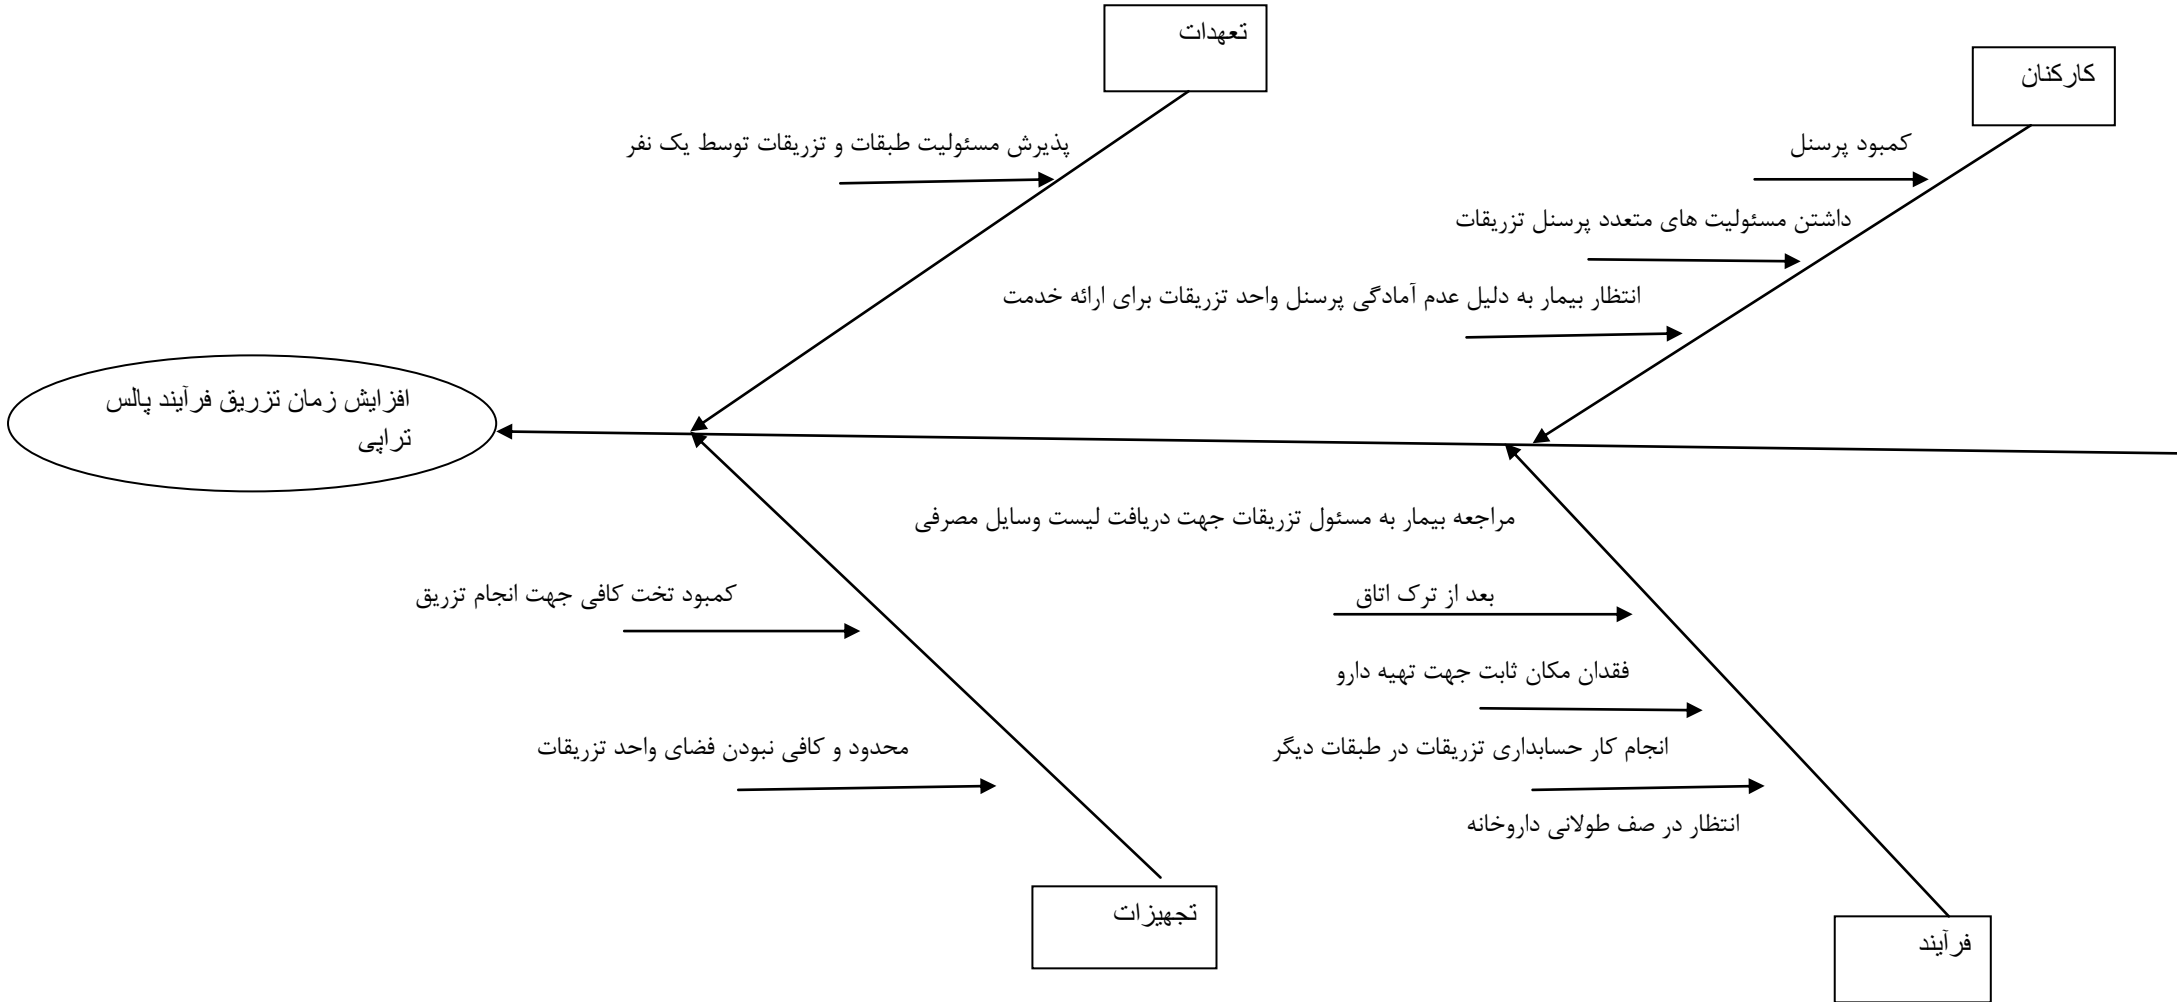 تعهدات
کارکنان
پذیرش مسئولیت طبقات و تزریقات توسط یک نفر
کمبود پرسنل
داشتن مسئولیت های متعدد پرسنل تزریقات
انتظار بیمار به دلیل عدم آمادگی پرسنل واحد تزریقات برای ارائه خدمت
افزایش زمان تزریق فرآیند پالس
تراپی
مراجعه بیمار به مسئول تزریقات جهت دریافت لیست وسایل مصرفی
بعد از ترک اتاق
کمبود تخت کافی جهت انجام تزریق
فقدان مکان ثابت جهت تهیه دارو
انجام کار حسابداری تزریقات در طبقات دیگر
محدود و کافی نبودن فضای واحد تزریقات
انتظار در صف طولانی داروخانه
تجهیزات
فرآیند